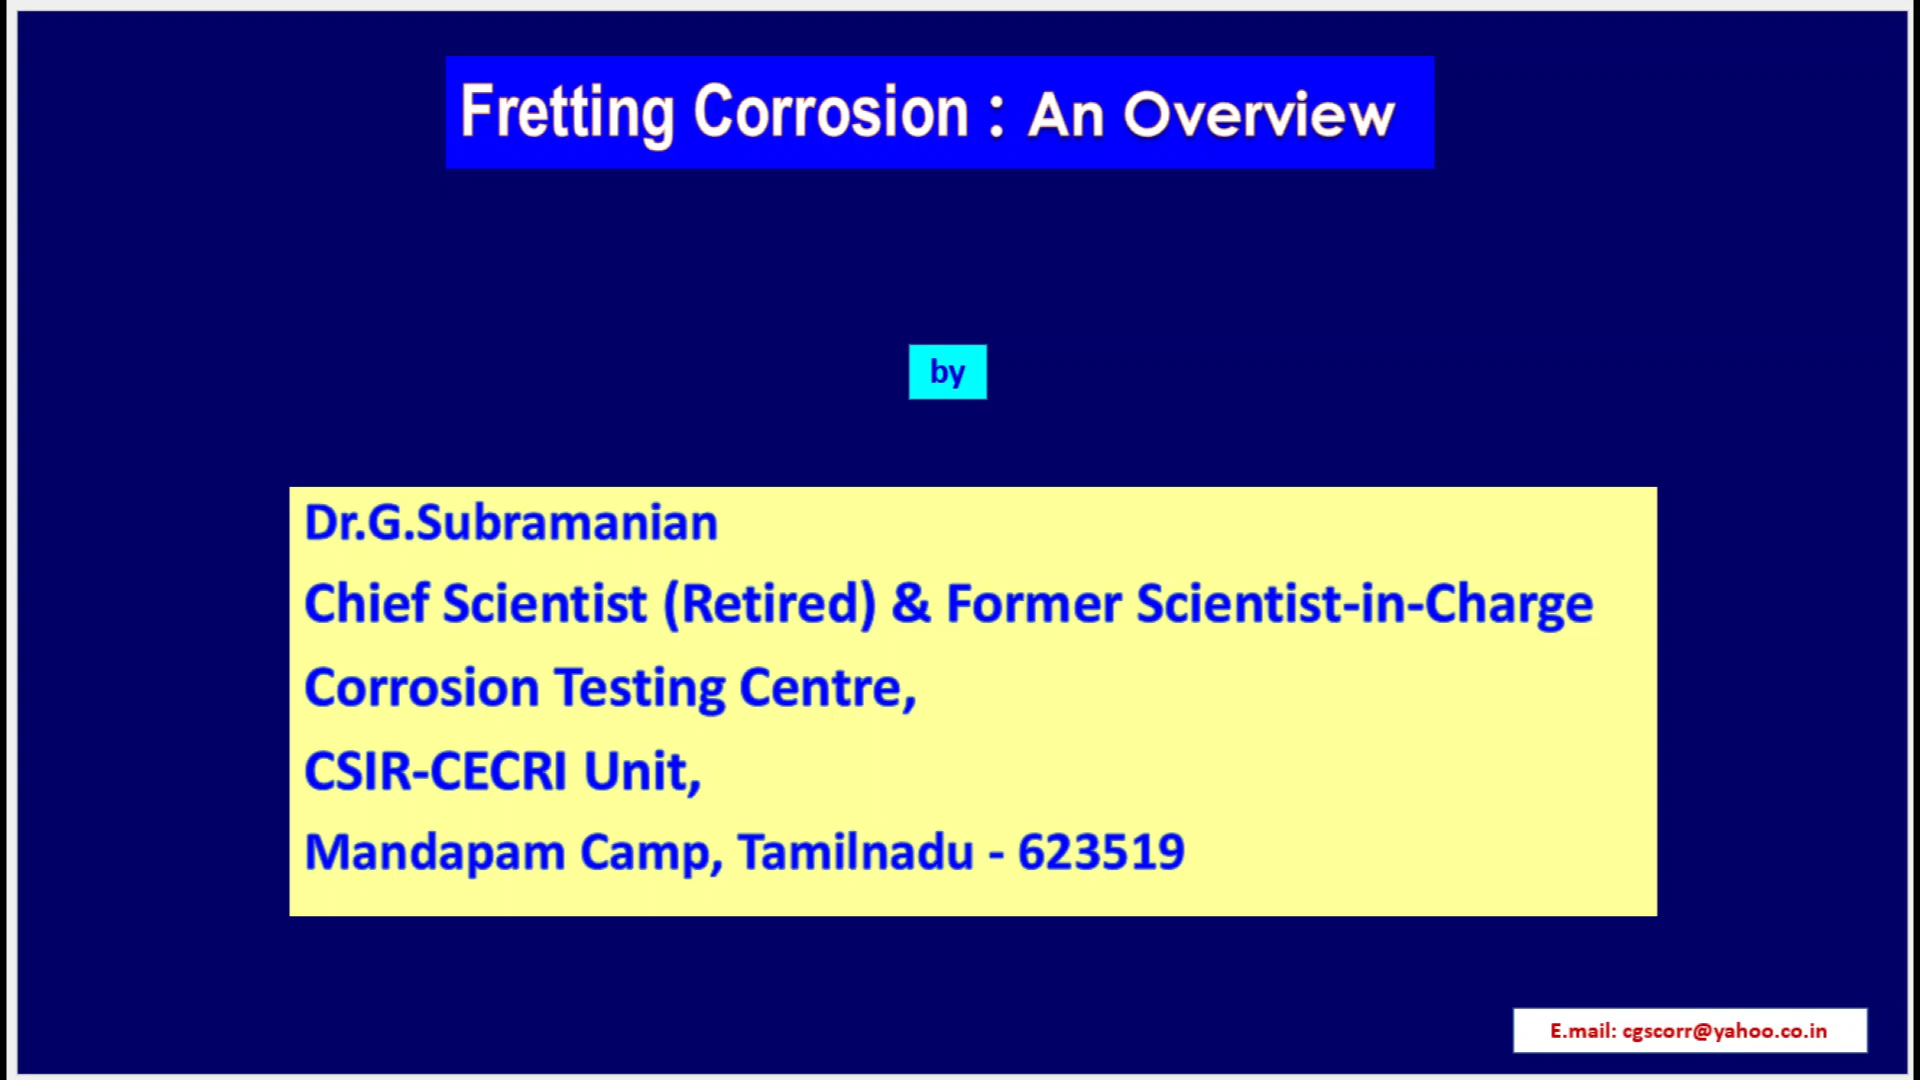 Fretting Corrosion : An Overview
by
Dr.G.Subramanian
Chief Scientist (Retired) & Former Scientist-in-Charge
Corrosion Testing Centre,
CSIR-CECRI Unit,
Mandapam Camp, Tamilnadu - 623519
E.mail: cgscorr@yahoo.co.in